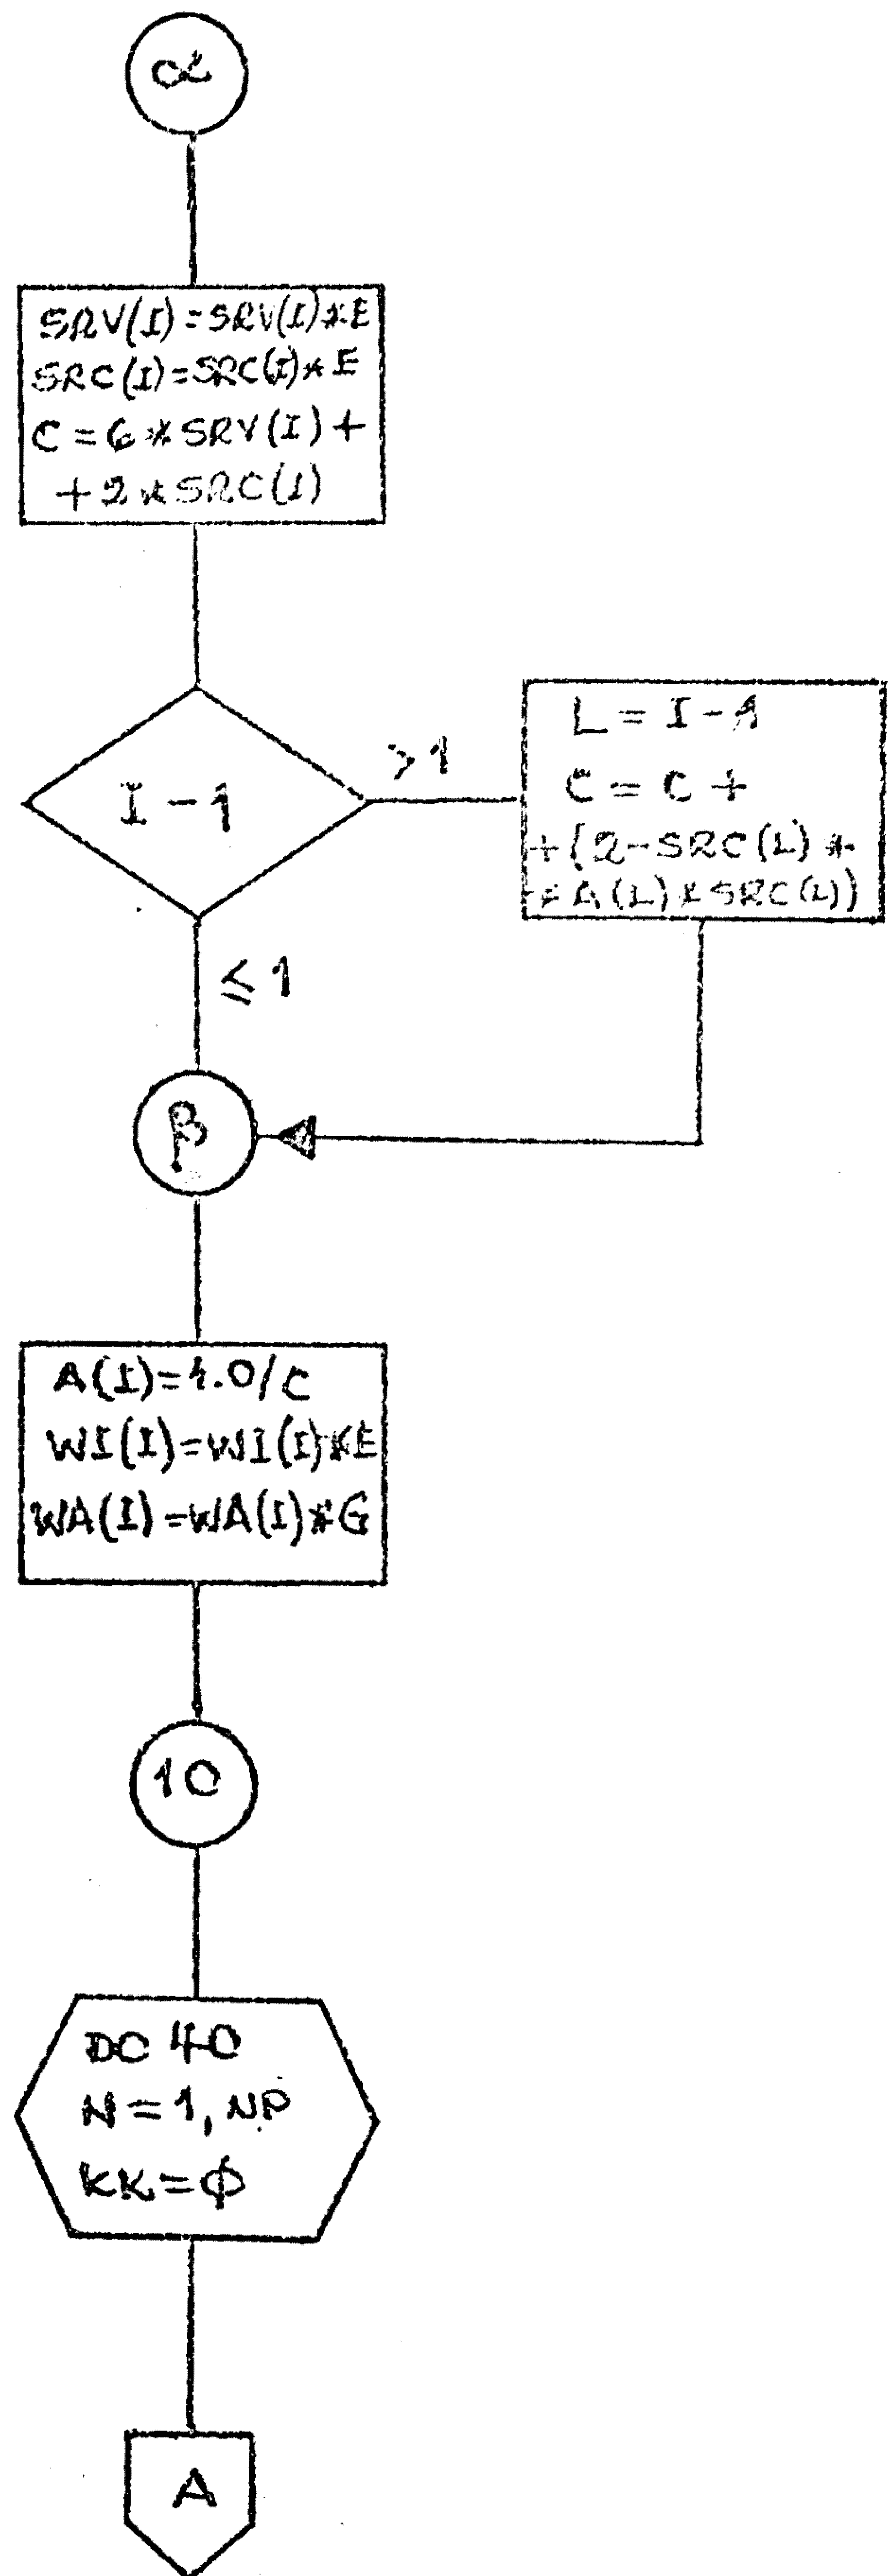 α
SRV(I)=SRV(I)*E
SRC(I)=SRC(I)*E
C=6*SRV(I)+
+2*SRC(I)
I-1
>1
L=I-1
C=C+
+(2-SRC(L)*
*A(L)*SRC(L))
≤1
β
A(I)=1.0/C
WI(I)=WI(I)*E
WA(I)=WA(I)*G
10
DO 40
N=1,NP
KK=ϕ
A